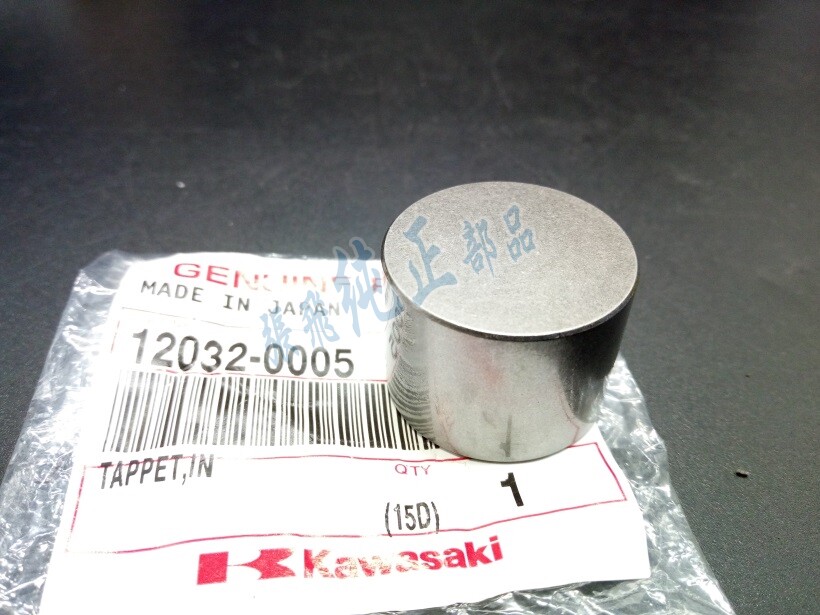 GENUINE P
MADE IN JAPAN
張飛純正部品
12032-0005
TAPPET,IN
QTY
(15D)
1
Kawasaki